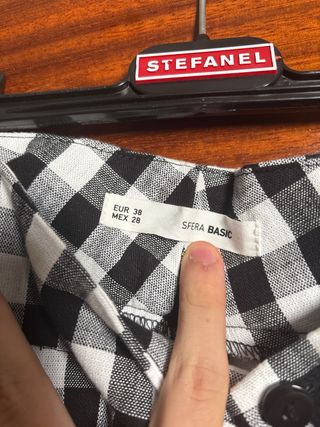 STEFANEL
EUR 38
MEX 28
SFERA BASIC